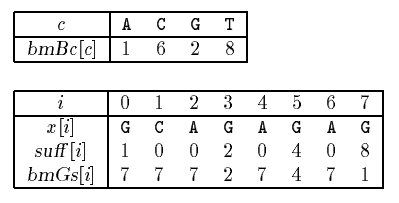 c A C G T
bmBc[c] 1 6 2 8
i 0 1 2 3 4 5 6 7
x[i] G C A G A G A G
suff[i] 1 0 0 2 0 4 0 8
bmGs[i] 7 7 7 2 7 4 7 1